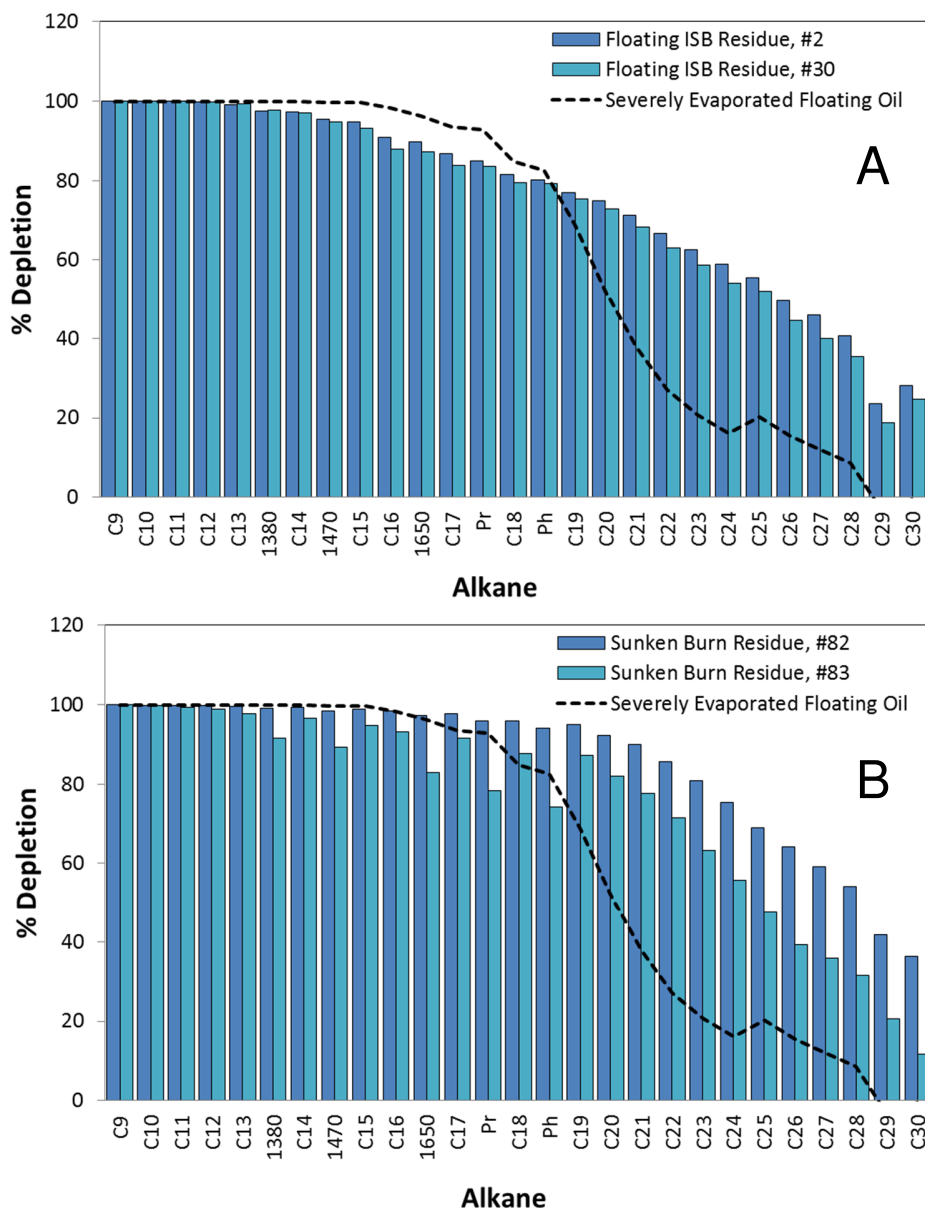 120
100
80
60
40
20
0
% Depletion
Floating ISB Residue, #2
Floating ISB Residue, #30
Severely Evaporated Floating Oil
A
C9 C10 C11 C12 C13 1380 C14 1470 C15 C16 1650 C17 Pr C18 Ph C19 C20 C21 C22 C23 C24 C25 C26 C27 C28 C29 C30
Alkane
120
100
80
60
40
20
0
% Depletion
Sunken Burn Residue, #82
Sunken Burn Residue, #83
Severely Evaporated Floating Oil
B
C9 C10 C11 C12 C13 1380 C14 1470 C15 C16 1650 C17 Pr C18 Ph C19 C20 C21 C22 C23 C24 C25 C26 C27 C28 C29 C30
Alkane